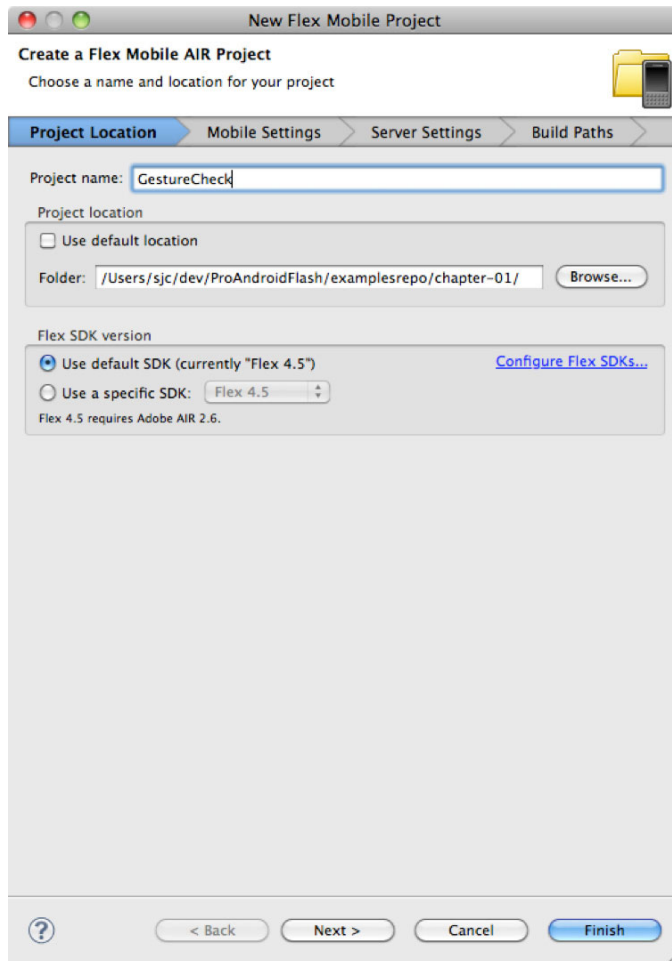 New Flex Mobile Project
Create a Flex Mobile AIR Project
Choose a name and location for your project
Project Location Mobile Settings Server Settings Build Paths
Project name: GestureCheck
Project location
Use default location
Folder: /Users/sjc/dev/ProAndroidFlash/examplesrepo/chapter-01/ Browse...
Flex SDK version
Use default SDK (currently "Flex 4.5") Configure Flex SDKs...
Use a specific SDK: Flex 4.5
Flex 4.5 requires Adobe AIR 2.6.
? < Back Next > Cancel Finish